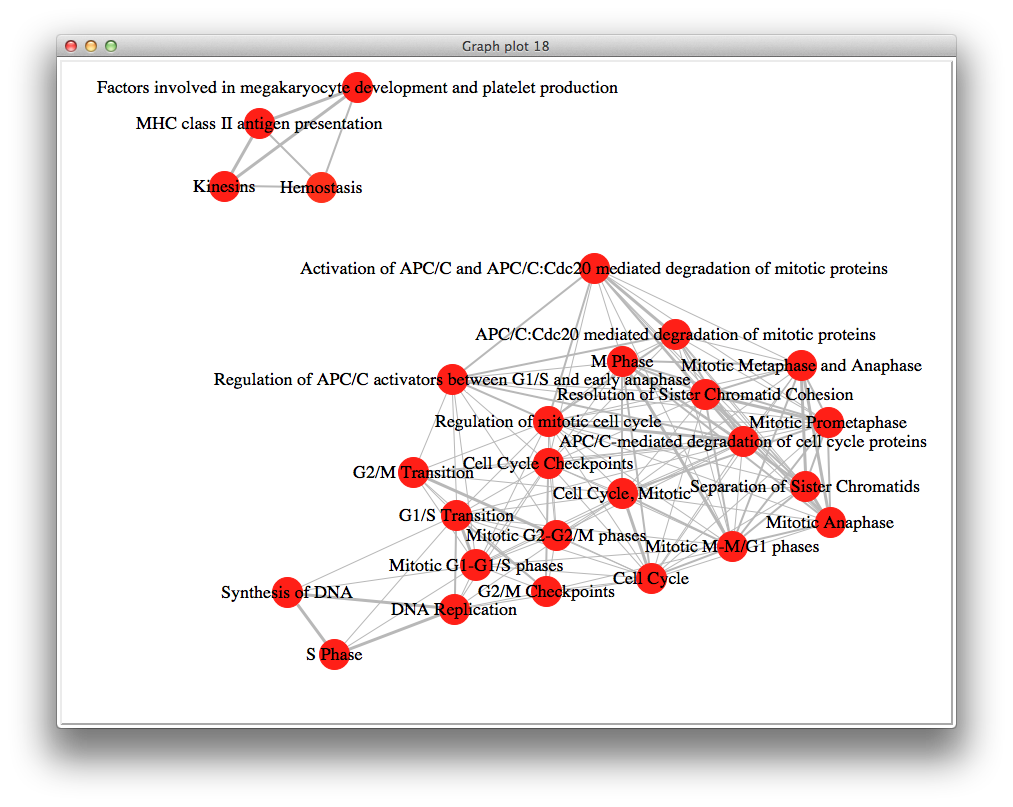 Graph plot 18
Factors involved in megakaryocyte development and platelet production
MHC class II antigen presentation
Kinesins
Hemostasis
Activation of APC/C and APC/C:Cdc20 mediated degradation of mitotic proteins
APC/C:Cdc20 mediated degradation of mitotic proteins
M Phase
Mitotic Metaphase and Anaphase
Regulation of APC/C activators between G1/S and early anaphase
Resolution of Sister Chromatid Cohesion
Regulation of mitotic cell cycle
Mitotic Prometaphase
APC/C-mediated degradation of cell cycle proteins
Cell Cycle Checkpoints
G2/M Transition
Cell Cycle, Mitotic
Separation of Sister Chromatids
G1/S Transition
Mitotic Anaphase
Mitotic G2-G2/M phases
Mitotic M-M/G1 phases
Mitotic G1-G1/S phases
Cell Cycle
Synthesis of DNA
G2/M Checkpoints
DNA Replication
S Phase